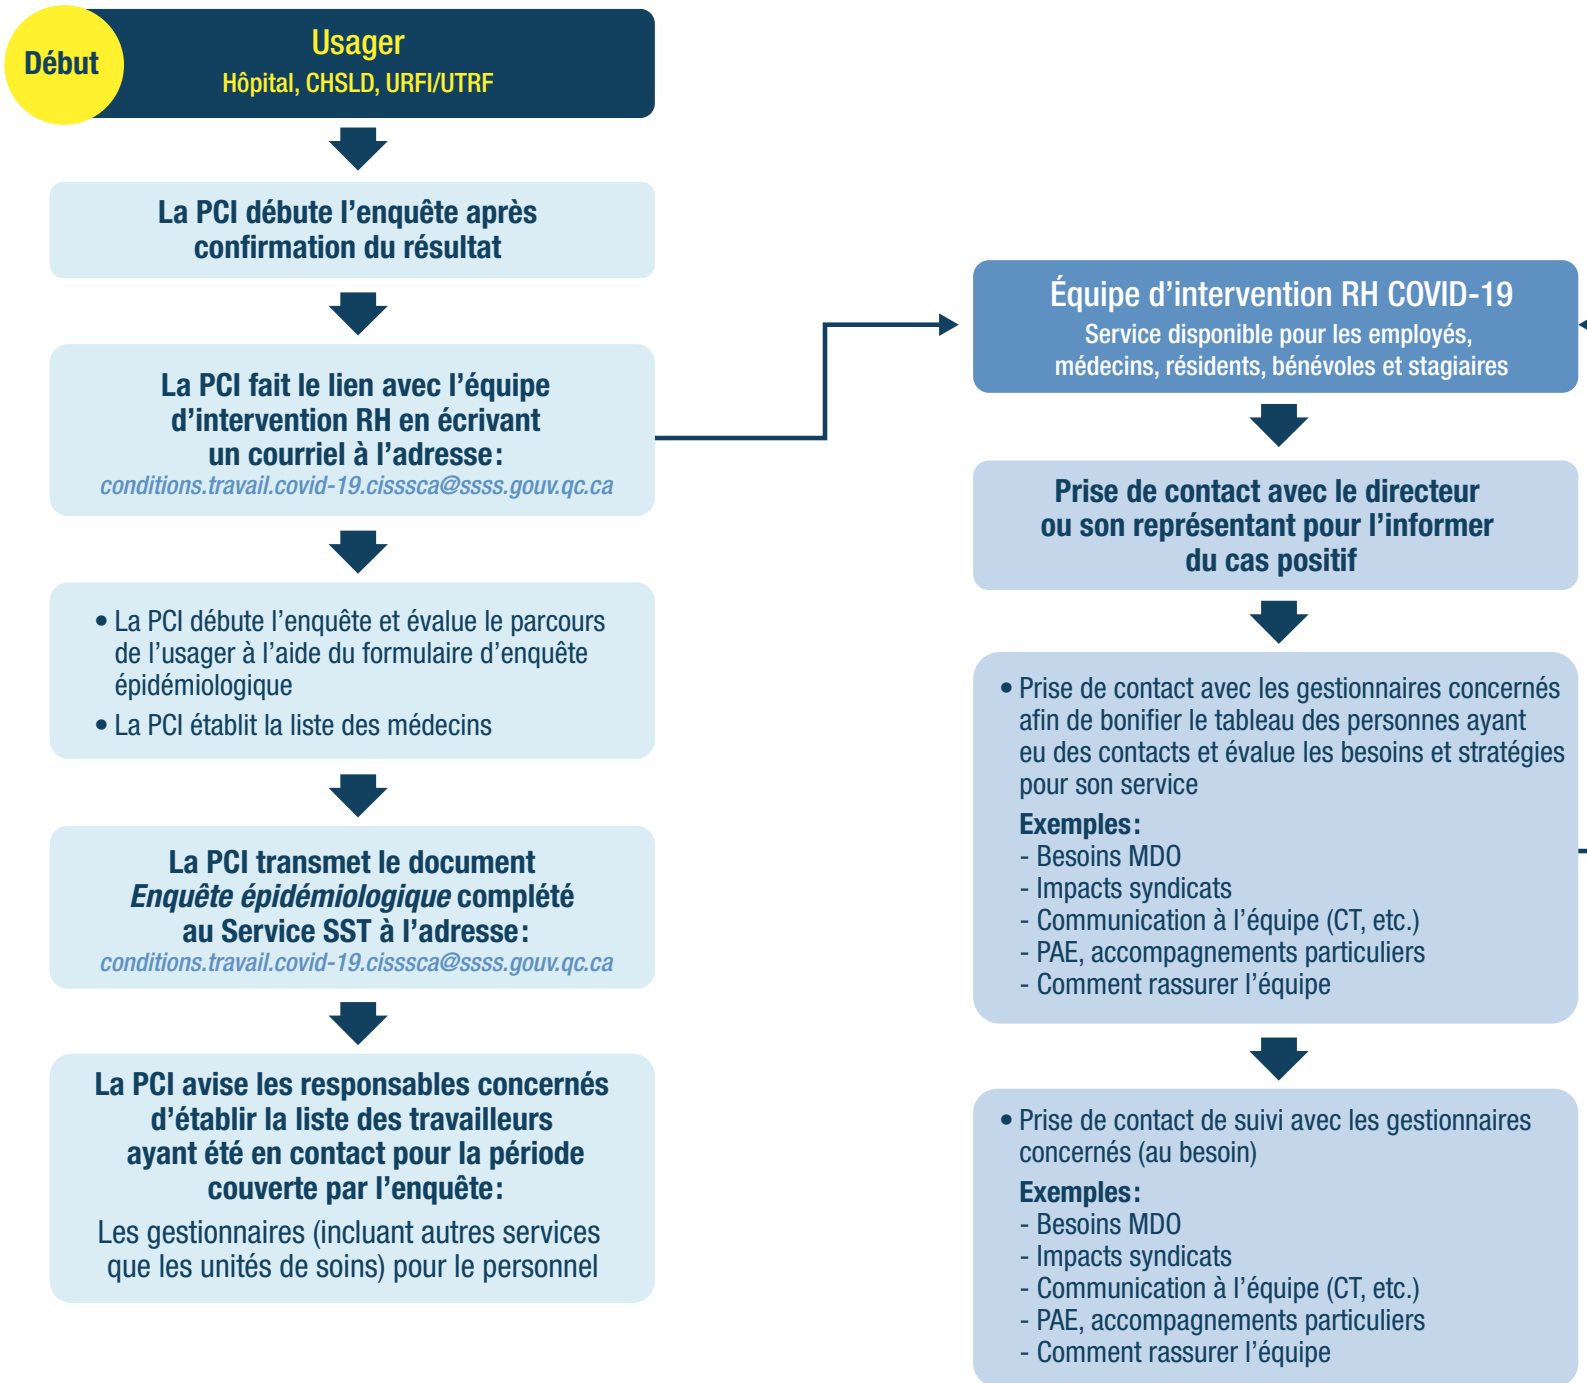 Début
Usager
Hôpital, CHSLD, URFI/UTRF
La PCI débute l’enquête après
confirmation du résultat
La PCI fait le lien avec l’équipe
d’intervention RH en écrivant
un courriel à l’adresse:
conditions.travail.covid-19.cisssca@ssss.gouv.qc.ca
• La PCI débute l’enquête et évalue le parcours
de l’usager à l’aide du formulaire d’enquête
épidémiologique
• La PCI établit la liste des médecins
La PCI transmet le document
Enquête épidémiologique complété
au Service SST à l’adresse:
conditions.travail.covid-19.cisssca@ssss.gouv.qc.ca
La PCI avise les responsables concernés
d’établir la liste des travailleurs
ayant été en contact pour la période
couverte par l’enquête:
Les gestionnaires (incluant autres services
que les unités de soins) pour le personnel
Équipe d’intervention RH COVID-19
Service disponible pour les employés,
médecins, résidents, bénévoles et stagiaires
Prise de contact avec le directeur
ou son représentant pour l’informer
du cas positif
• Prise de contact avec les gestionnaires concernés
afin de bonifier le tableau des personnes ayant
eu des contacts et évalue les besoins et stratégies
pour son service
Exemples:
- Besoins MDO
- Impacts syndicats
- Communication à l’équipe (CT, etc.)
- PAE, accompagnements particuliers
- Comment rassurer l’équipe
• Prise de contact de suivi avec les gestionnaires
concernés (au besoin)
Exemples:
- Besoins MDO
- Impacts syndicats
- Communication à l’équipe (CT, etc.)
- PAE, accompagnements particuliers
- Comment rassurer l’équipe